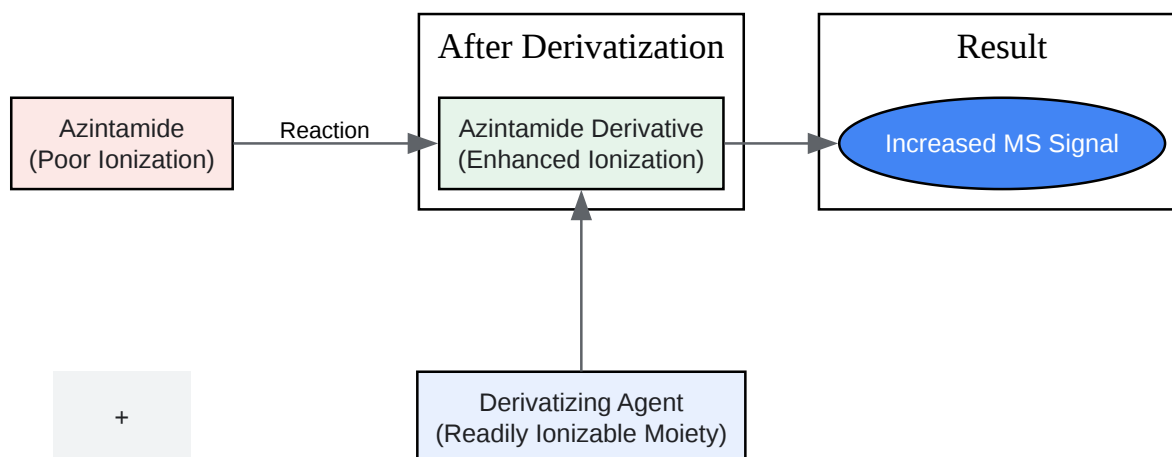 After Derivatization
Result
Azintamide
(Poor Ionization)
Reaction
Azintamide Derivative
(Enhanced Ionization)
Increased MS Signal
+
Derivatizing Agent
(Readily Ionizable Moiety)